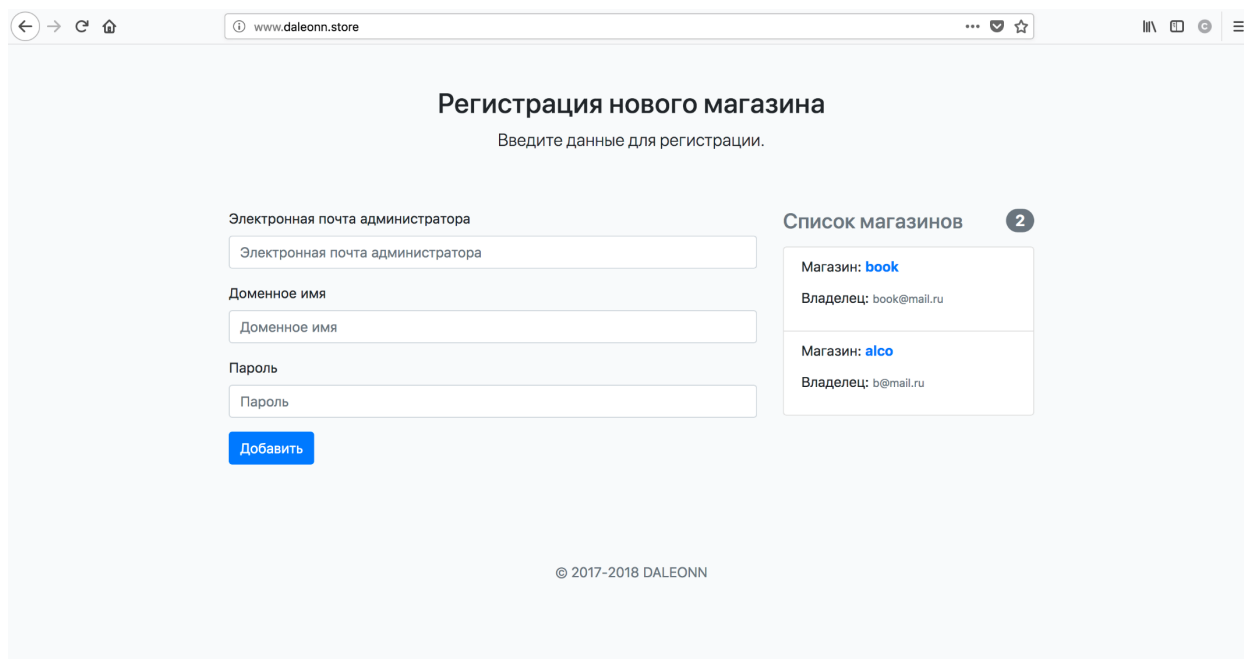 www.daleonn.store
Регистрация нового магазина
Введите данные для регистрации.
Электронная почта администратора
Электронная почта администратора
Доменное имя
Доменное имя
Пароль
Пароль
Добавить
Список магазинов 2
Магазин: book
Владелец: book@mail.ru
Магазин: alco
Владелец: b@mail.ru
© 2017-2018 DALEONN